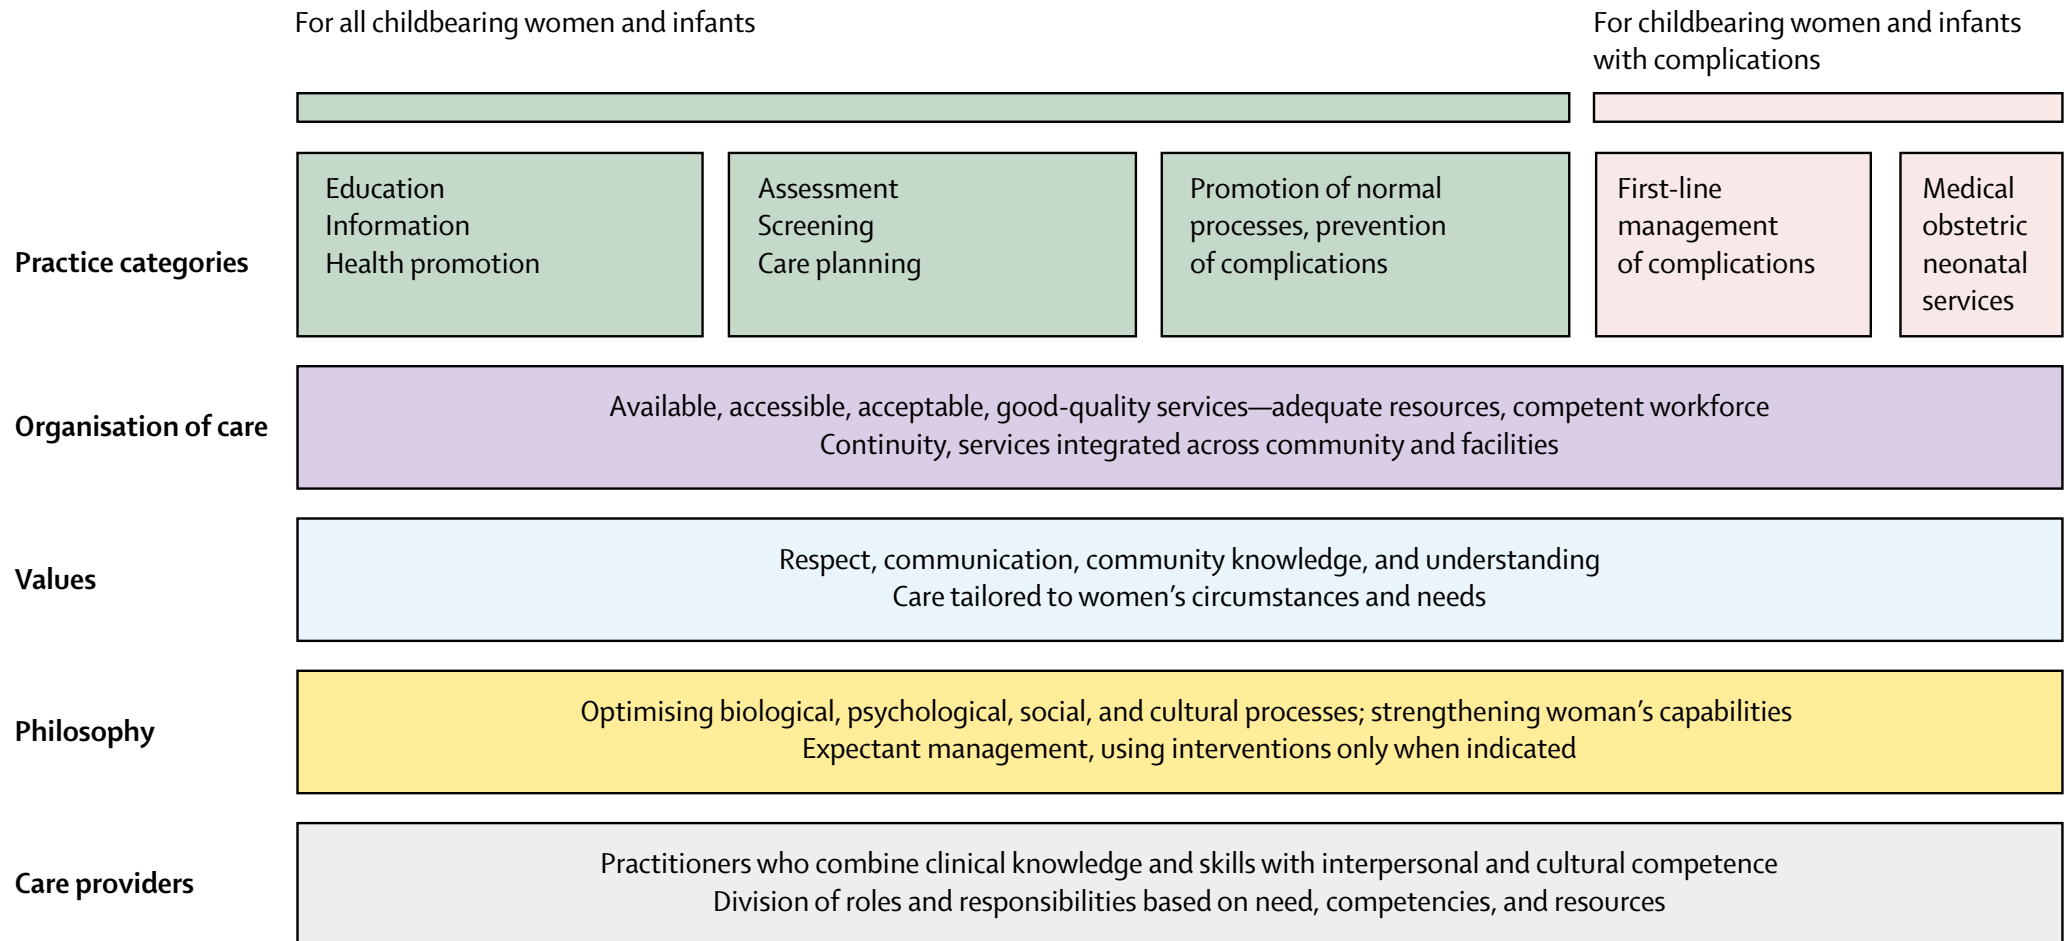 For all childbearing women and infants
For childbearing women and infants
with complications
Practice categories
Education
Information
Health promotion
Assessment
Screening
Care planning
Promotion of normal
processes, prevention
of complications
First-line
management
of complications
Medical
obstetric
neonatal
services
Organisation of care
Available, accessible, acceptable, good-quality services—adequate resources, competent workforce
Continuity, services integrated across community and facilities
Values
Respect, communication, community knowledge, and understanding
Care tailored to women’s circumstances and needs
Philosophy
Optimising biological, psychological, social, and cultural processes; strengthening woman’s capabilities
Expectant management, using interventions only when indicated
Care providers
Practitioners who combine clinical knowledge and skills with interpersonal and cultural competence
Division of roles and responsibilities based on need, competencies, and resources